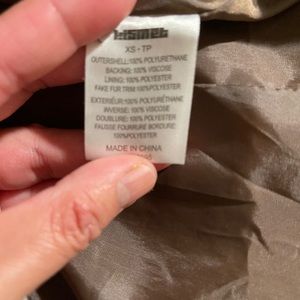 Kismet
XS - TP
OUTERSHELL: 100% POLYURETHANE
BACKING: 100% VISCOSE
LINING: 100% POLYESTER
FAKE FUR TRIM: 100% POLYESTER
EXTÉRIEUR: 100% POLYURÉTHANE
INVERSE: 100% VISCOSE
DOUBLURE: 100% POLYESTER
FAUSSE FOURRURE BORDURE:
100% POLYESTER
MADE IN CHINA